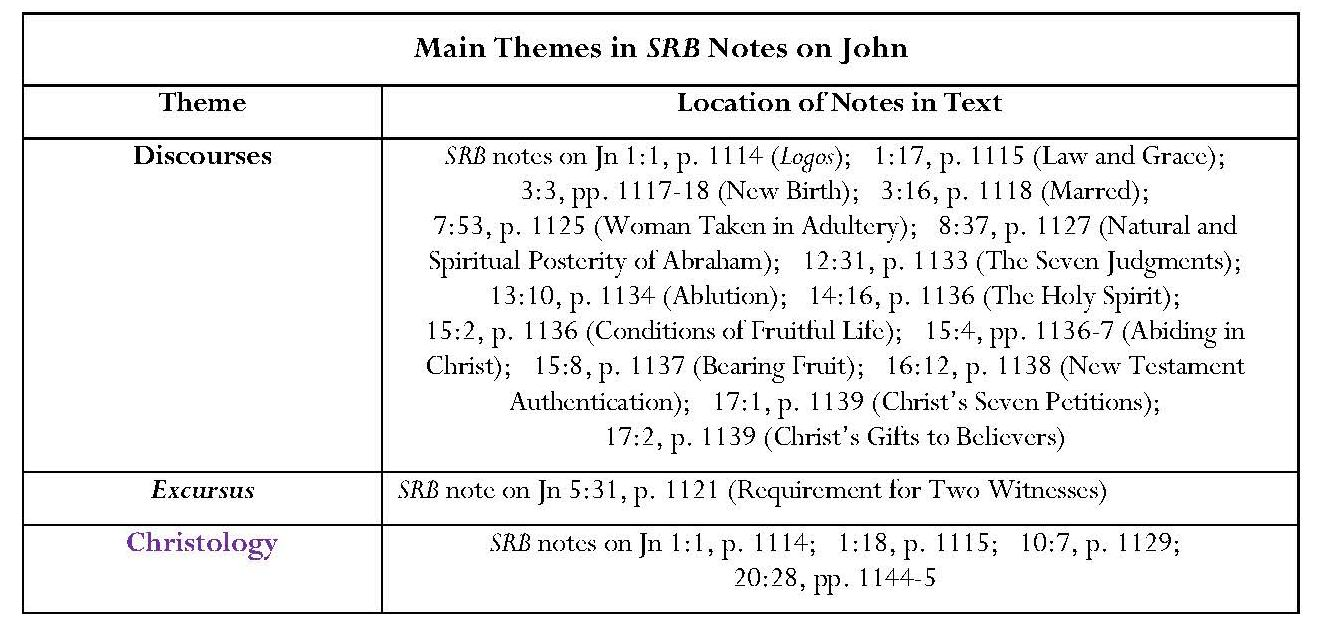 Main Themes in SRB Notes on John
Theme
Location of Notes in Text
Discourses
SRB notes on Jn 1:1, p. 1114 (Logos); 1:17, p. 1115 (Law and Grace);
3:3, pp. 1117-18 (New Birth); 3:16, p. 1118 (Marred);
7:53, p. 1125 (Woman Taken in Adultery); 8:37, p. 1127 (Natural and
Spiritual Posterity of Abraham); 12:31, p. 1133 (The Seven Judgments);
13:10, p. 1134 (Ablution); 14:16, p. 1136 (The Holy Spirit);
15:2, p. 1136 (Conditions of Fruitful Life); 15:4, pp. 1136-7 (Abiding in
Christ); 15:8, p. 1137 (Bearing Fruit); 16:12, p. 1138 (New Testament
Authentication); 17:1, p. 1139 (Christ’s Seven Petitions);
17:2, p. 1139 (Christ’s Gifts to Believers)
Excursus
SRB note on Jn 5:31, p. 1121 (Requirement for Two Witnesses)
Christology
SRB notes on Jn 1:1, p. 1114; 1:18, p. 1115; 10:7, p. 1129;
20:28, pp. 1144-5